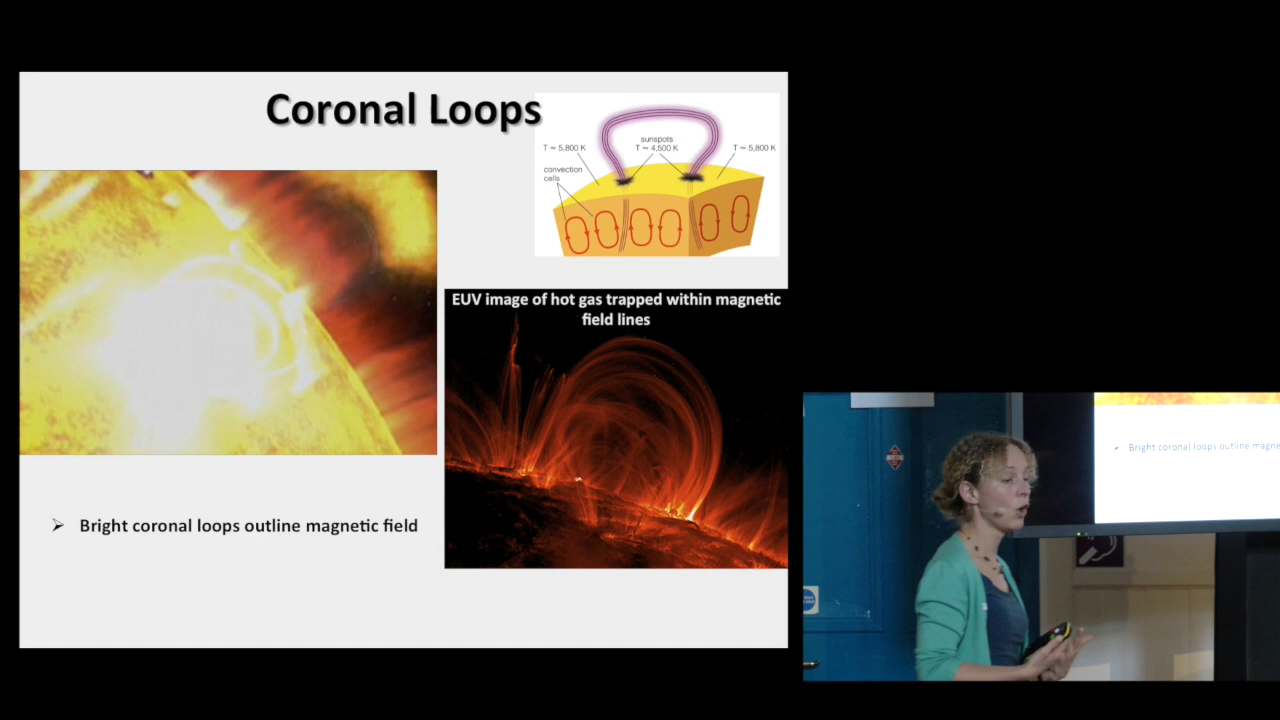 Coronal Loops
sunspots
T ≈ 5,800 K
T ≈ 4,500 K
T ≈ 5,800 K
convection
cells
EUV image of hot gas trapped within magnetic
field lines
➢ Bright coronal loops outline magnetic field
Bright coronal loops outline magne